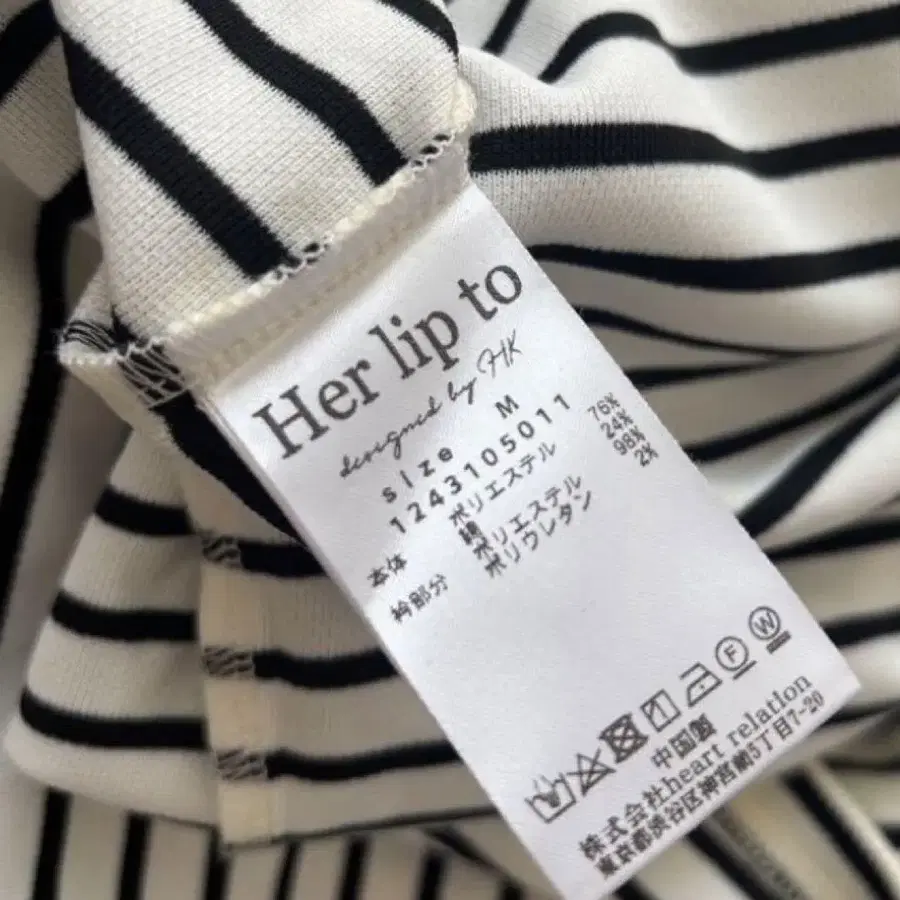 Her lip to
designed by HK
size M
1243105011
本体 ポリエステル 76%
綿 24%
衿部分 ポリエステル 98%
ポリウレタン 2%
F W
中国製
株式会社heart relation
東京都渋谷区神宮前5丁目7-20